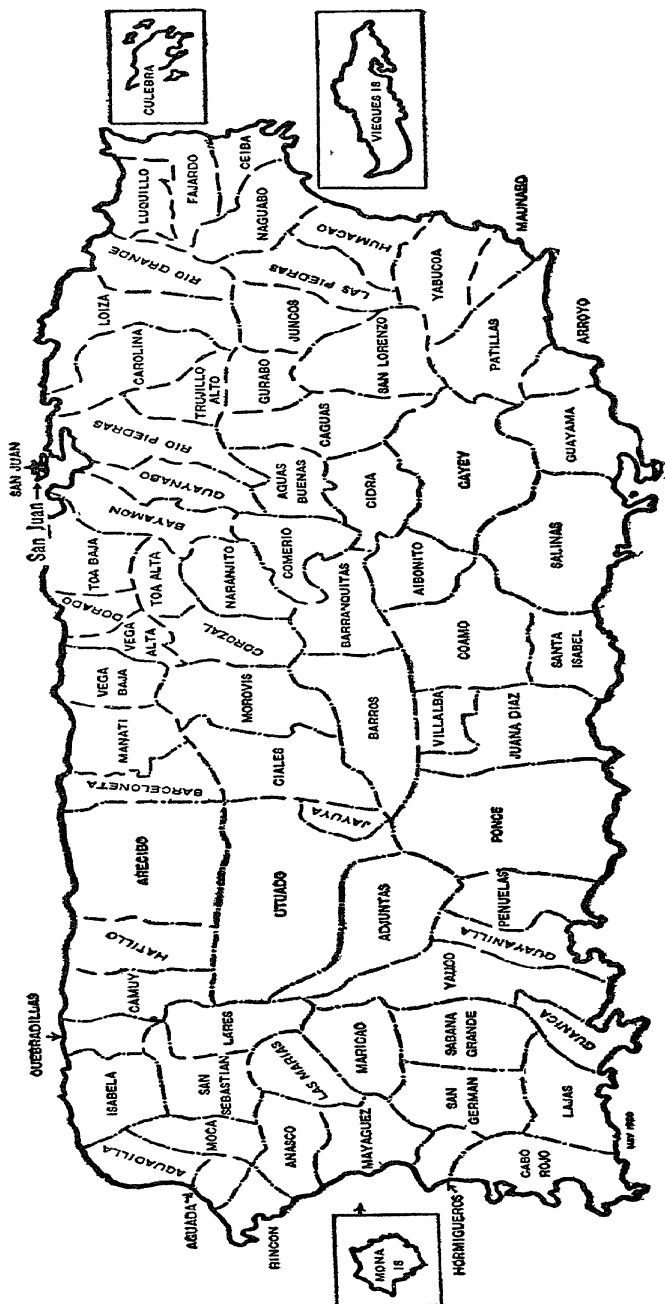 QUEBRADILLAS
SAN JUAN
San Juan
CULEBRA
AGUADILLA
ISABELA
CAMUY
HATILLO
ARECIBO
BARCELONETA
MANATI
VEGA
BAJA
DORADO
VEGA
ALTA
TOA BAJA
TOA ALTA
BAYAMON
GUAYNABO
RIO PIEDRAS
CAROLINA
TRUJILLO
ALTO
LOIZA
RIO GRANDE
LUQUILLO
FAJARDO
CEIBA
AGUADA
MOCA
SAN
SEBASTIAN
LARES
UTUADO
CIALES
MOROVIS
COROZAL
NARANJITO
COMERIO
AGUAS
BUENAS
GURABO
JUNCOS
LAS PIEDRAS
NAGUABO
HUMACAO
VIEQUES IS
RINCON
ANASCO
LAS MARIAS
MARICAO
ADJUNTAS
JAYUYA
BARROS
BARRANQUITAS
CIDRA
CAGUAS
SAN LORENZO
YABUCOA
MONA
IS
MAYAGUEZ
HORMIGUEROS
SAN
GERMAN
SABANA
GRANDE
YAUCO
GUAYANILLA
PENUELAS
PONCE
VILLALBA
JUANA DIAZ
COAMO
AIBONITO
CAYEY
PATILLAS
MAUNABO
CABO
ROJO
LAJAS
GUANICA
SANTA
ISABEL
SALINAS
GUAYAMA
ARROYO